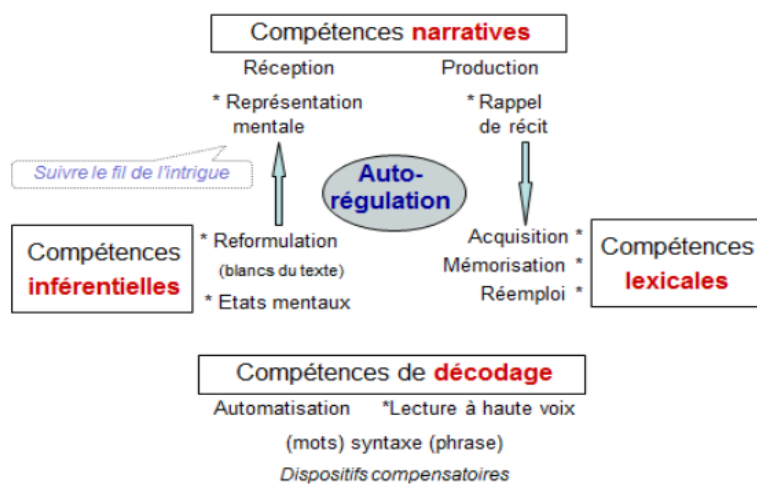 Compétences narratives
Réception
Production
* Représentation
mentale
* Rappel
de récit
Suivre le fil de l'intrigue
Auto-
régulation
Compétences
inférentielles
* Reformulation
(blancs du texte)
* Etats mentaux
Acquisition *
Mémorisation *
Réemploi *
Compétences
lexicales
Compétences de décodage
Automatisation *Lecture à haute voix
(mots) syntaxe (phrase)
Dispositifs compensatoires